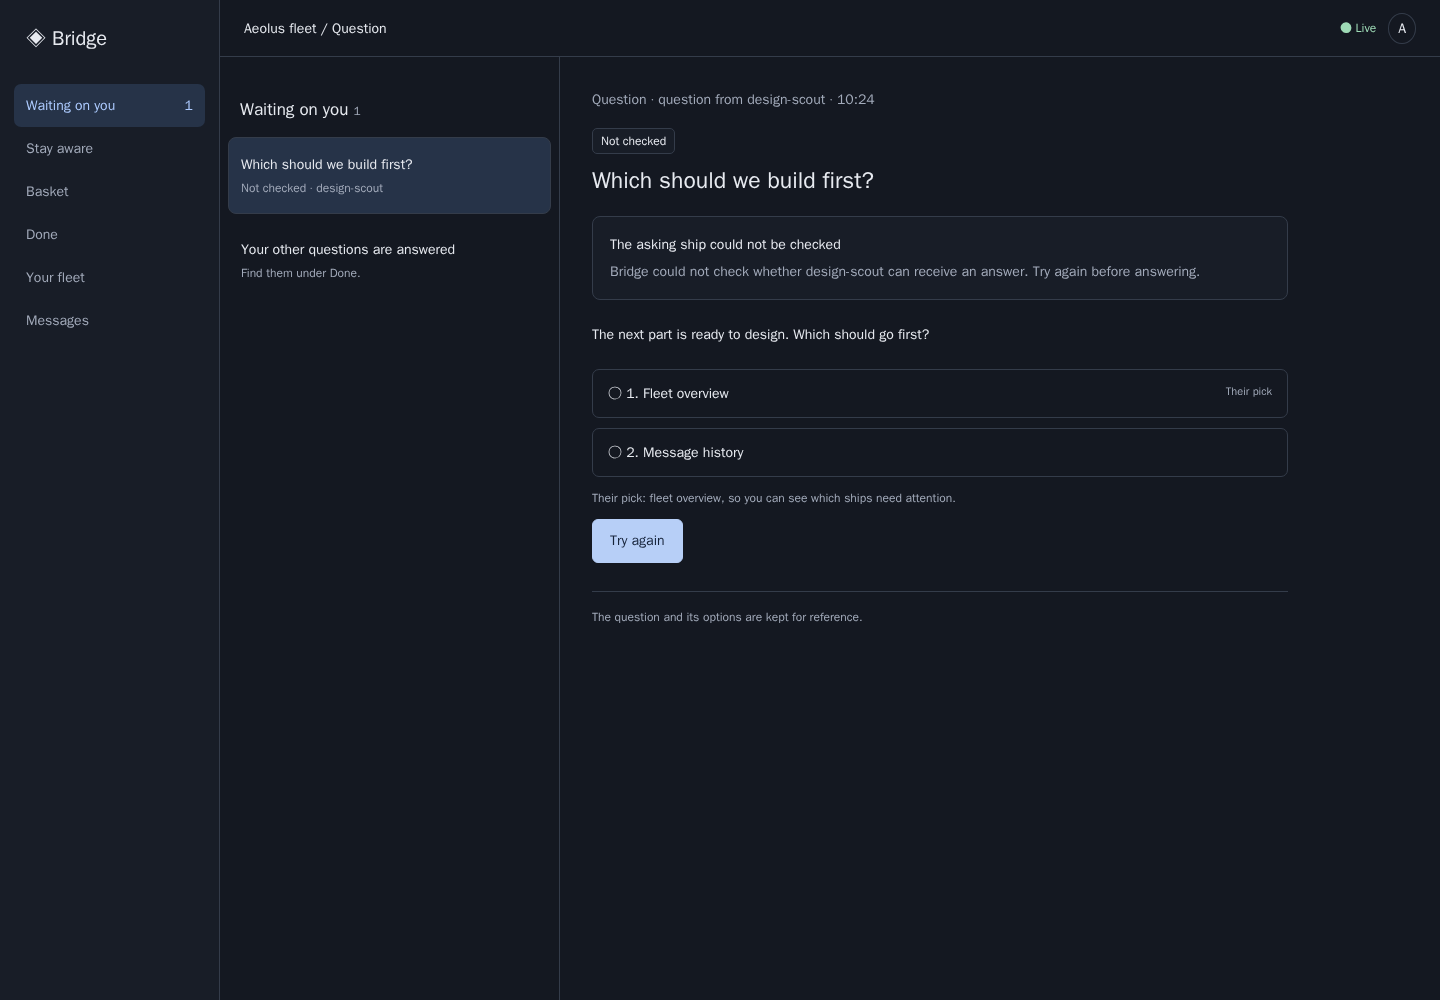 Bridge
Waiting on you 1
Stay aware
Basket
Done
Your fleet
Messages
Aeolus fleet / Question
Live
A
Waiting on you 1
Which should we build first?
Not checked · design-scout
Your other questions are answered
Find them under Done.
Question · question from design-scout · 10:24
Not checked
Which should we build first?
The asking ship could not be checked
Bridge could not check whether design-scout can receive an answer. Try again before answering.
The next part is ready to design. Which should go first?
1. Fleet overview Their pick
2. Message history
Their pick: fleet overview, so you can see which ships need attention.
Try again
The question and its options are kept for reference.